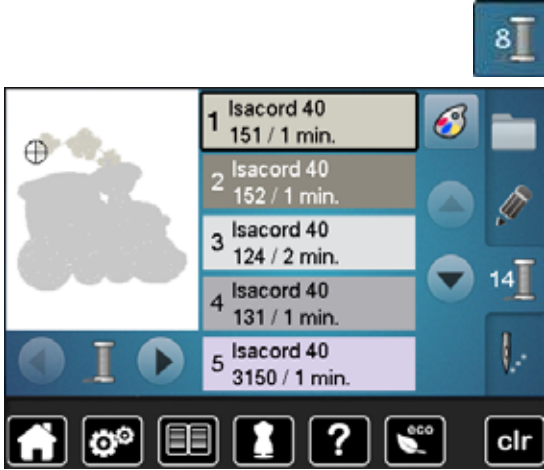 8
1 Isacord 40
151 / 1 min.
2 Isacord 40
152 / 1 min.
3 Isacord 40
124 / 2 min.
14
4 Isacord 40
131 / 1 min.
5 Isacord 40
3150 / 1 min.
? eco clr